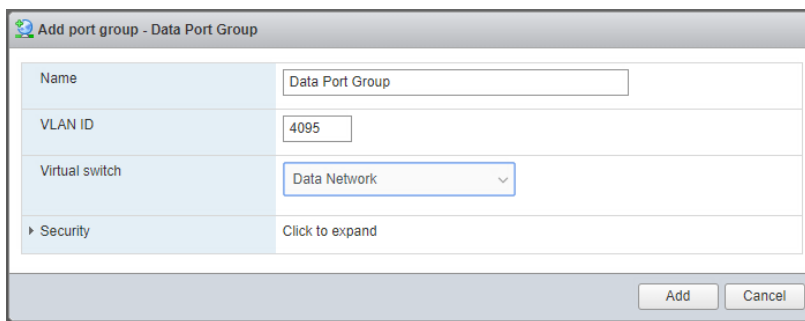 Add port group - Data Port Group
Name
Data Port Group
VLAN ID
4095
Virtual switch
Data Network
Security
Click to expand
Add
Cancel